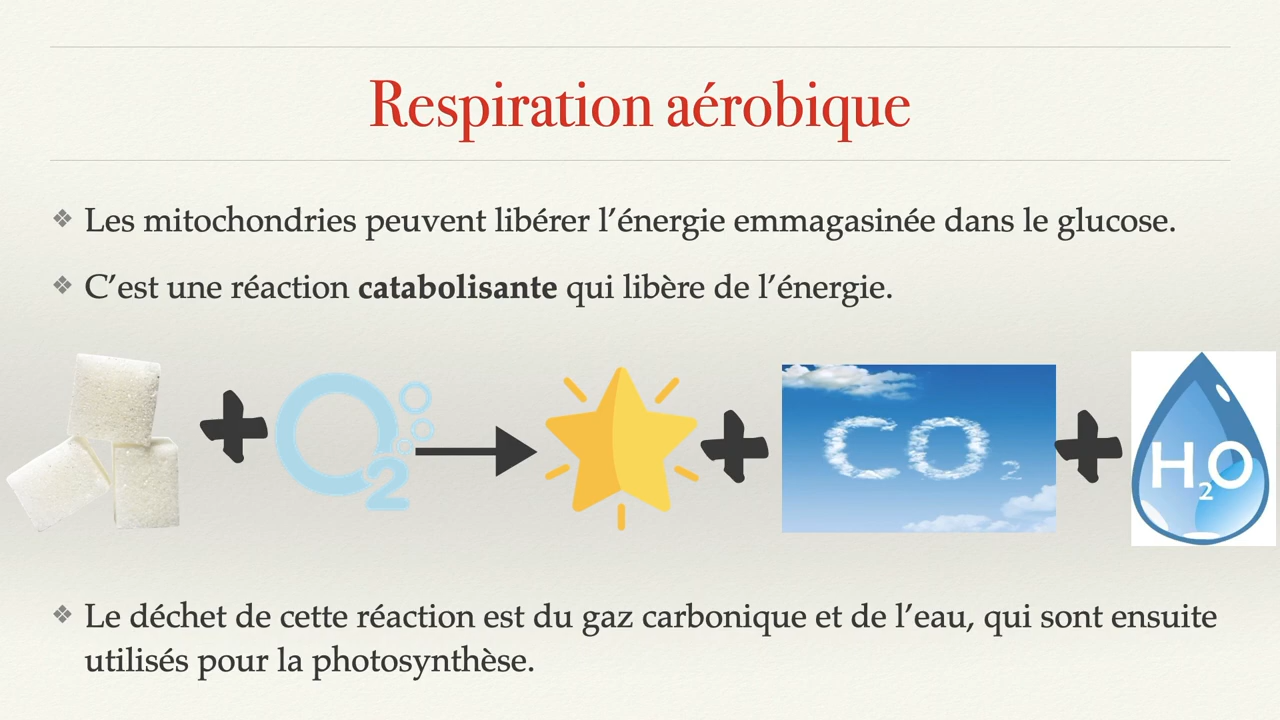 Respiration aérobique
❖ Les mitochondries peuvent libérer l’énergie emmagasinée dans le glucose.
❖ C’est une réaction catabolisante qui libère de l’énergie.
+ O2 → + CO2 + H2O
❖ Le déchet de cette réaction est du gaz carbonique et de l’eau, qui sont ensuite
utilisés pour la photosynthèse.